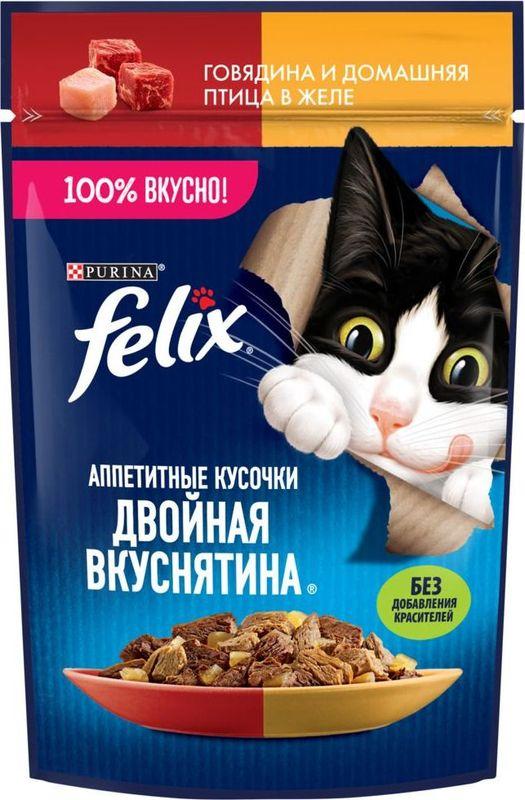 ГОВЯДИНА И ДОМАШНЯЯ
ПТИЦА В ЖЕЛЕ
100% ВКУСНО!
PURINA®
felix®
АППЕТИТНЫЕ КУСОЧКИ
ДВОЙНАЯ
ВКУСНЯТИНА®
БЕЗ
ДОБАВЛЕНИЯ
КРАСИТЕЛЕЙ